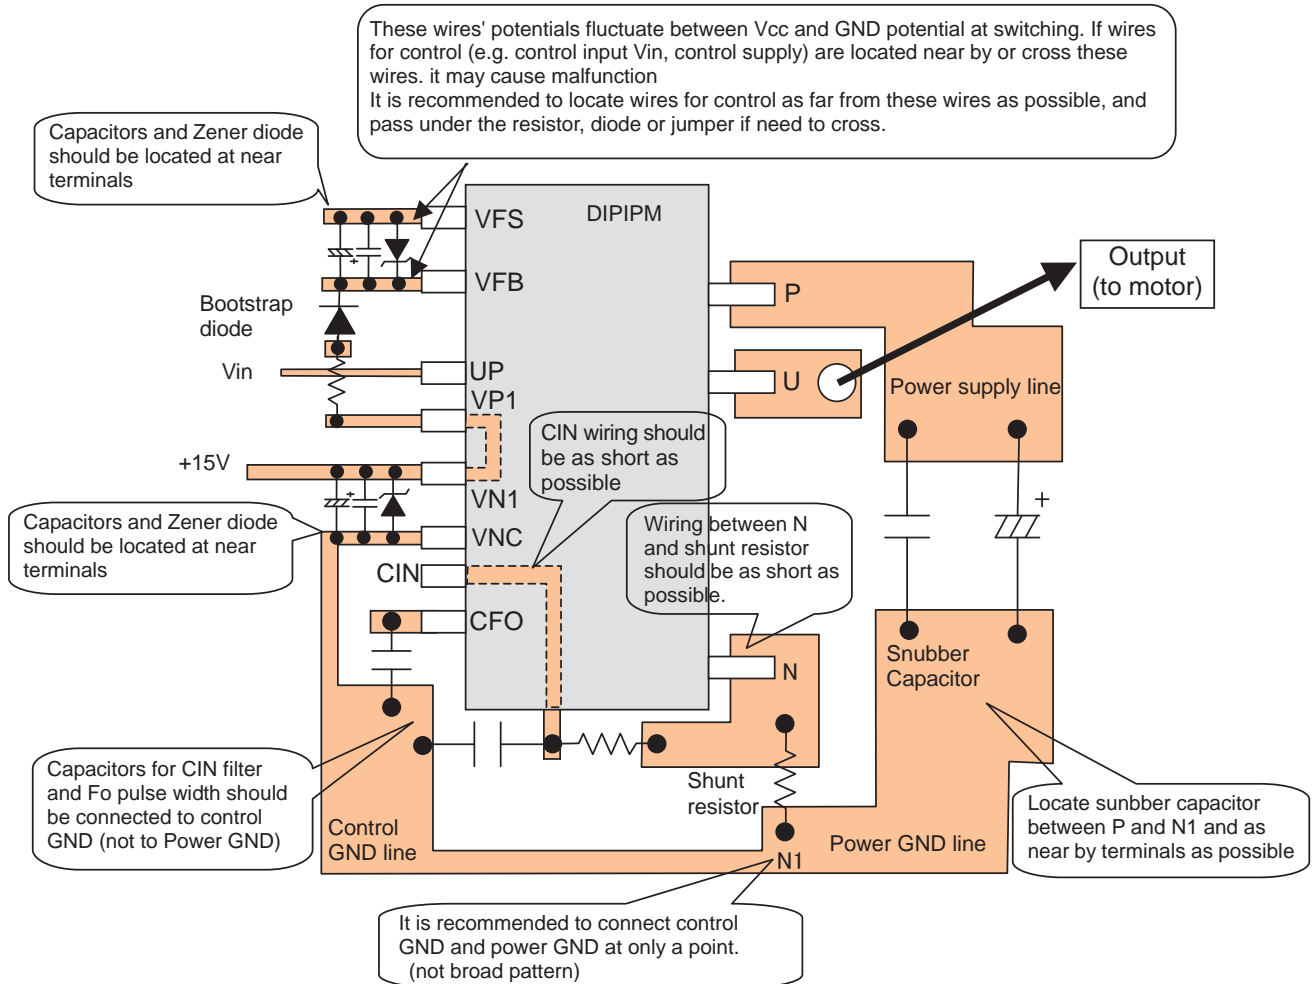 These wires' potentials fluctuate between Vcc and GND potential at switching. If wires
for control (e.g. control input Vin, control supply) are located near by or cross these
wires. it may cause malfunction
It is recommended to locate wires for control as far from these wires as possible, and
pass under the resistor, diode or jumper if need to cross.
Capacitors and Zener diode
should be located at near
terminals
DIPIPM
VFS
VFB
Bootstrap
diode
Vin
UP
VP1
+15V
VN1
VNC
CIN
CFO
Capacitors and Zener diode
should be located at near
terminals
CIN wiring should
be as short as
possible
Wiring between N
and shunt resistor
should be as short as
possible.
P
U
N
Output
(to motor)
Power supply line
+
+
+
Snubber
Capacitor
Shunt
resistor
Capacitors for CIN filter
and Fo pulse width should
be connected to control
GND (not to Power GND)
Control
GND line
N1
Power GND line
Locate sunbber capacitor
between P and N1 and as
near by terminals as possible
It is recommended to connect control
GND and power GND at only a point.
(not broad pattern)